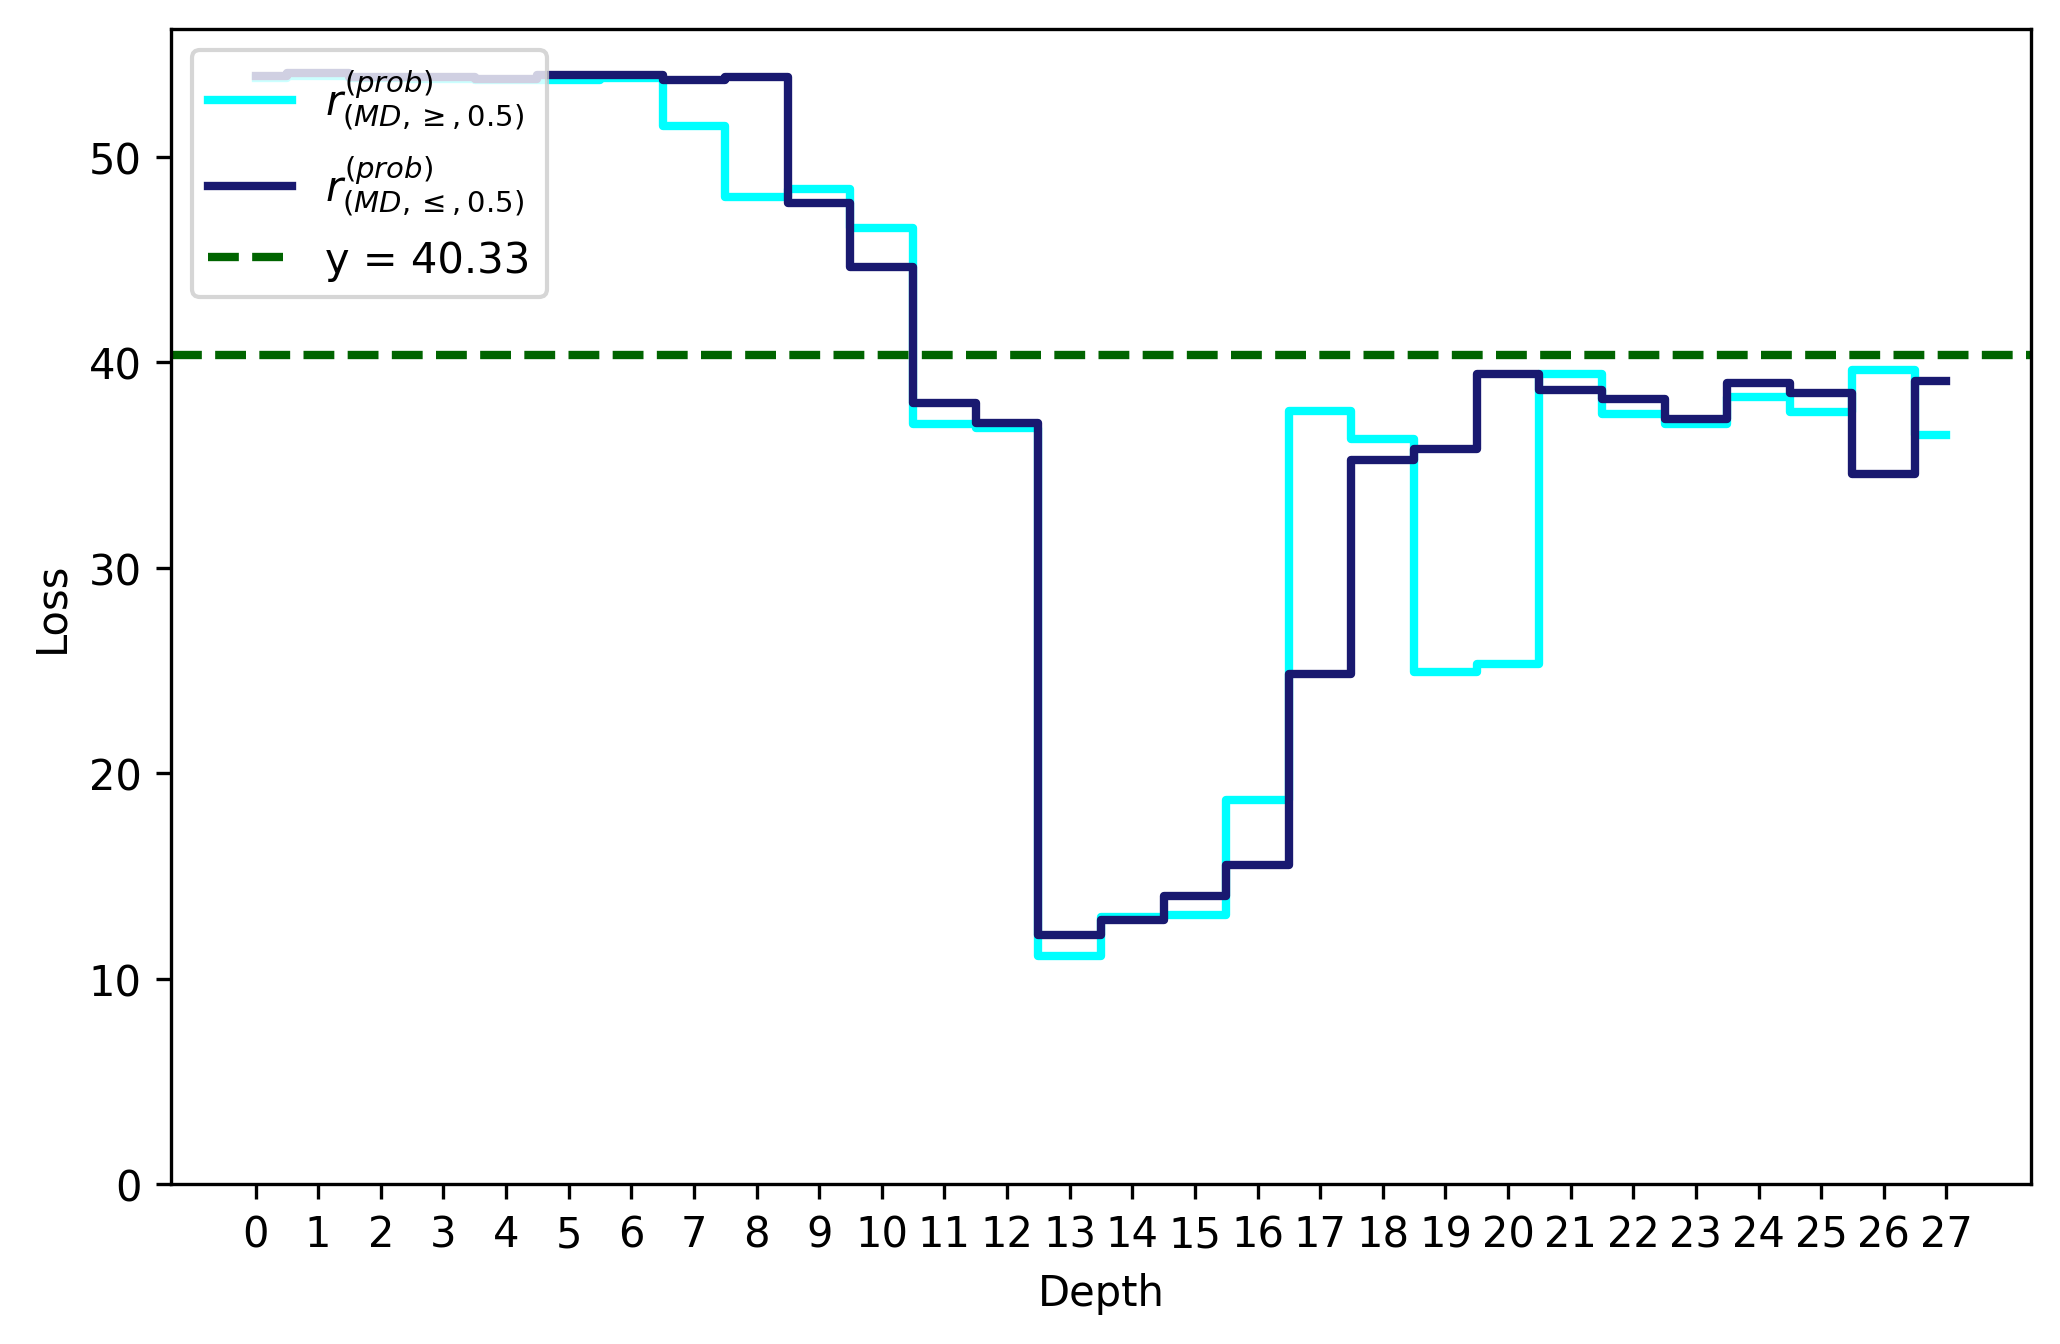 r^{(prob)}_{(MD, ≥, 0.5)}
r^{(prob)}_{(MD, ≤, 0.5)}
y = 40.33
50
40
30
20
10
0
Loss
0 1 2 3 4 5 6 7 8 9 10 11 12 13 14 15 16 17 18 19 20 21 22 23 24 25 26 27
Depth